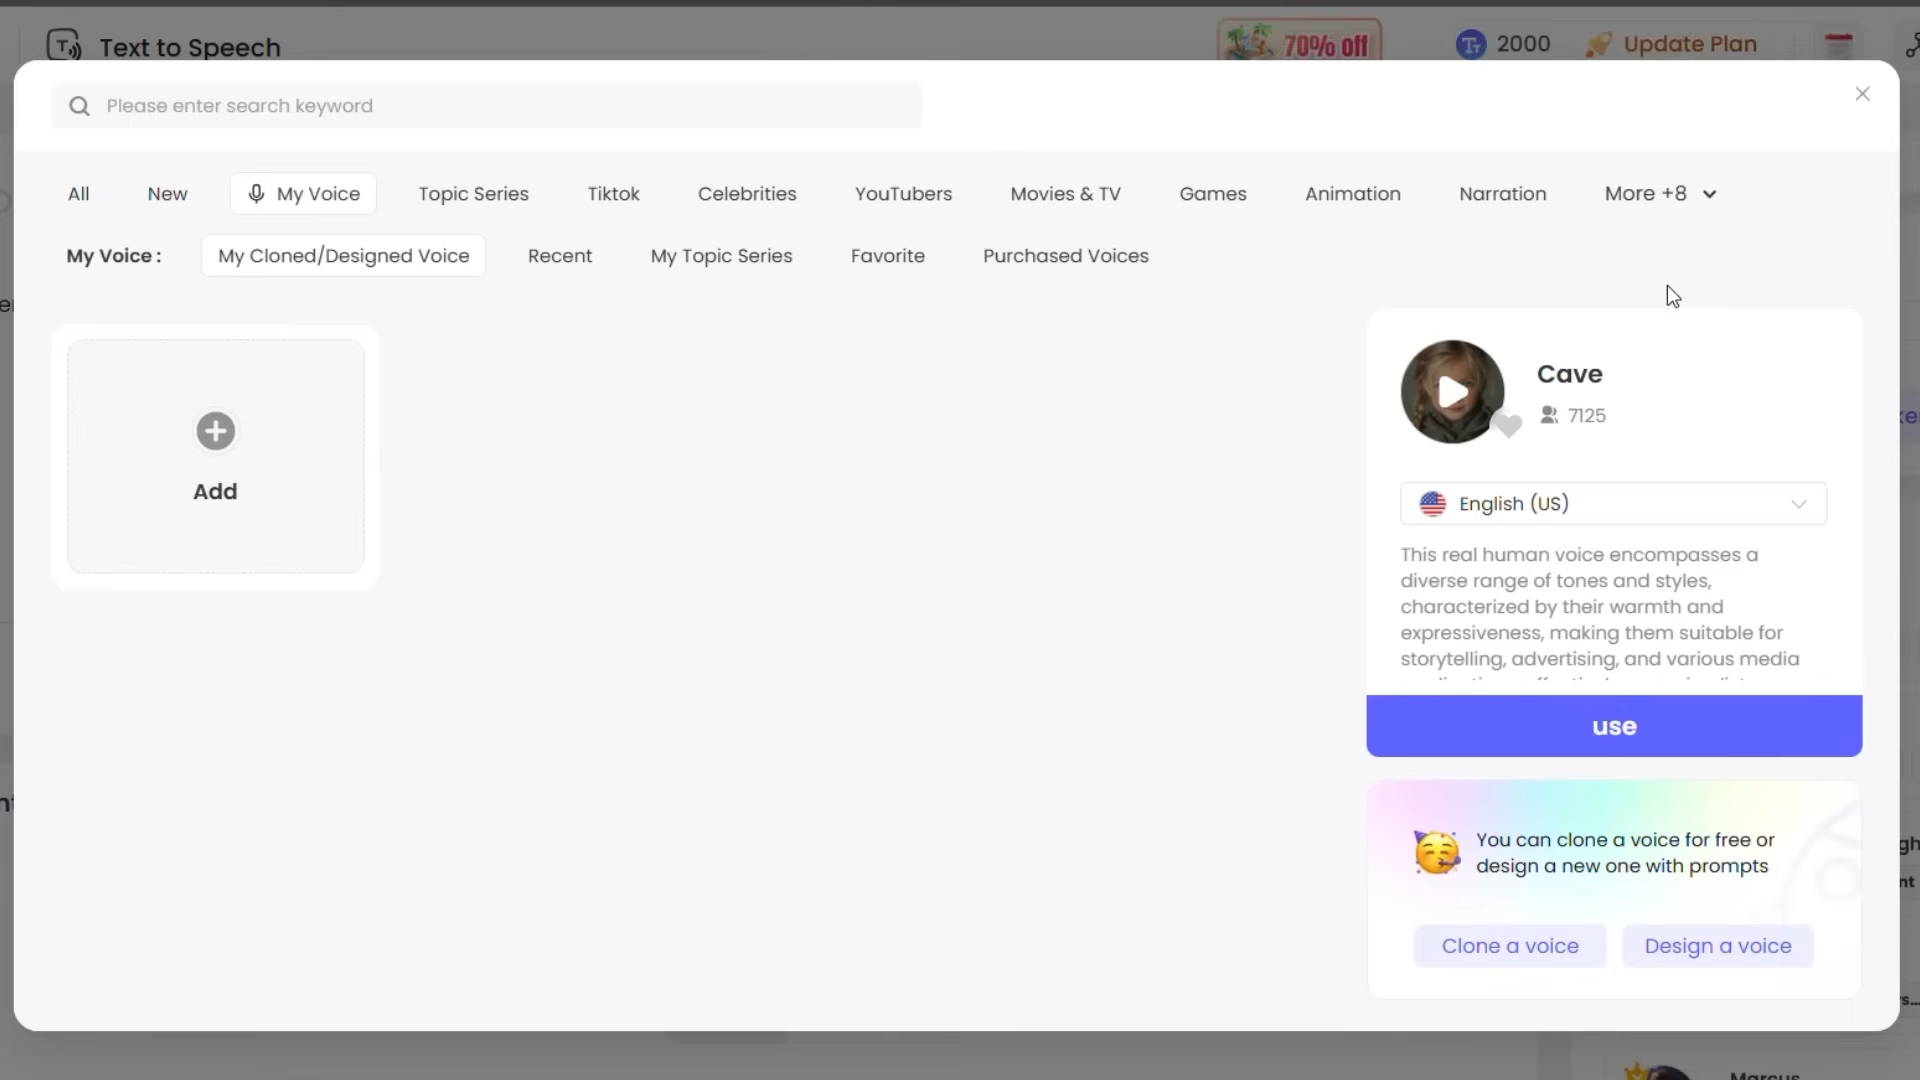 Text to Speech
70% off
2000
Update Plan
Please enter search keyword
All New My Voice Topic Series Tiktok Celebrities YouTubers Movies & TV Games Animation Narration More +8
My Voice : My Cloned/Designed Voice Recent My Topic Series Favorite Purchased Voices
Add
Cave
7125
English (US)
This real human voice encompasses a
diverse range of tones and styles,
characterized by their warmth and
expressiveness, making them suitable for
storytelling, advertising, and various media
use
You can clone a voice for free or
design a new one with prompts
Clone a voice
Design a voice
Marcus